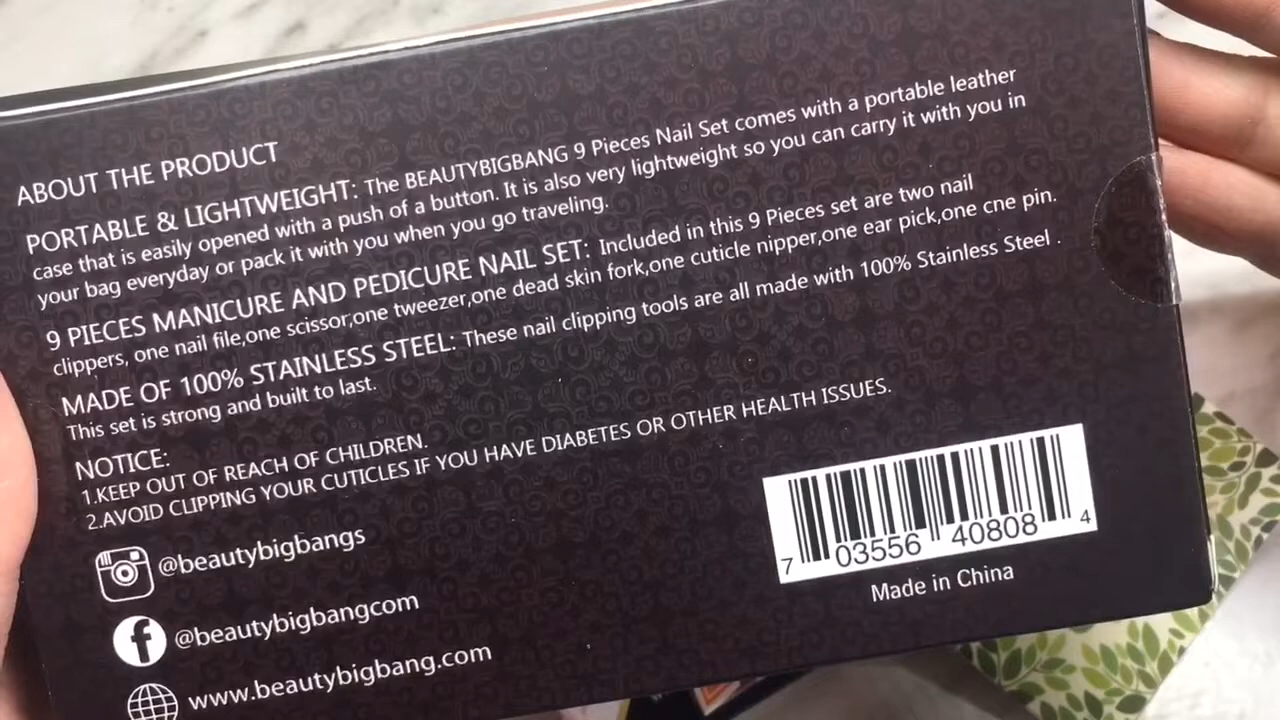 ABOUT THE PRODUCT
PORTABLE & LIGHTWEIGHT: The BEAUTYBIGBANG 9 Pieces Nail Set comes with a portable leather
case that is easily opened with a push of a button. It is also very lightweight so you can carry it with you in
your bag everyday or pack it with you when you go traveling.
9 PIECES MANICURE AND PEDICURE NAIL SET: Included in this 9 Pieces set are two nail
clippers, one nail file,one scissor,one tweezer,one dead skin fork,one cuticle nipper,one ear pick,one cne pin.
MADE OF 100% STAINLESS STEEL: These nail clipping tools are all made with 100% Stainless Steel .
This set is strong and built to last.
NOTICE:
1.KEEP OUT OF REACH OF CHILDREN.
2.AVOID CLIPPING YOUR CUTICLES IF YOU HAVE DIABETES OR OTHER HEALTH ISSUES.
@beautybigbangs
@beautybigbangcom
www.beautybigbang.com
7 03556 40808 4
Made in China